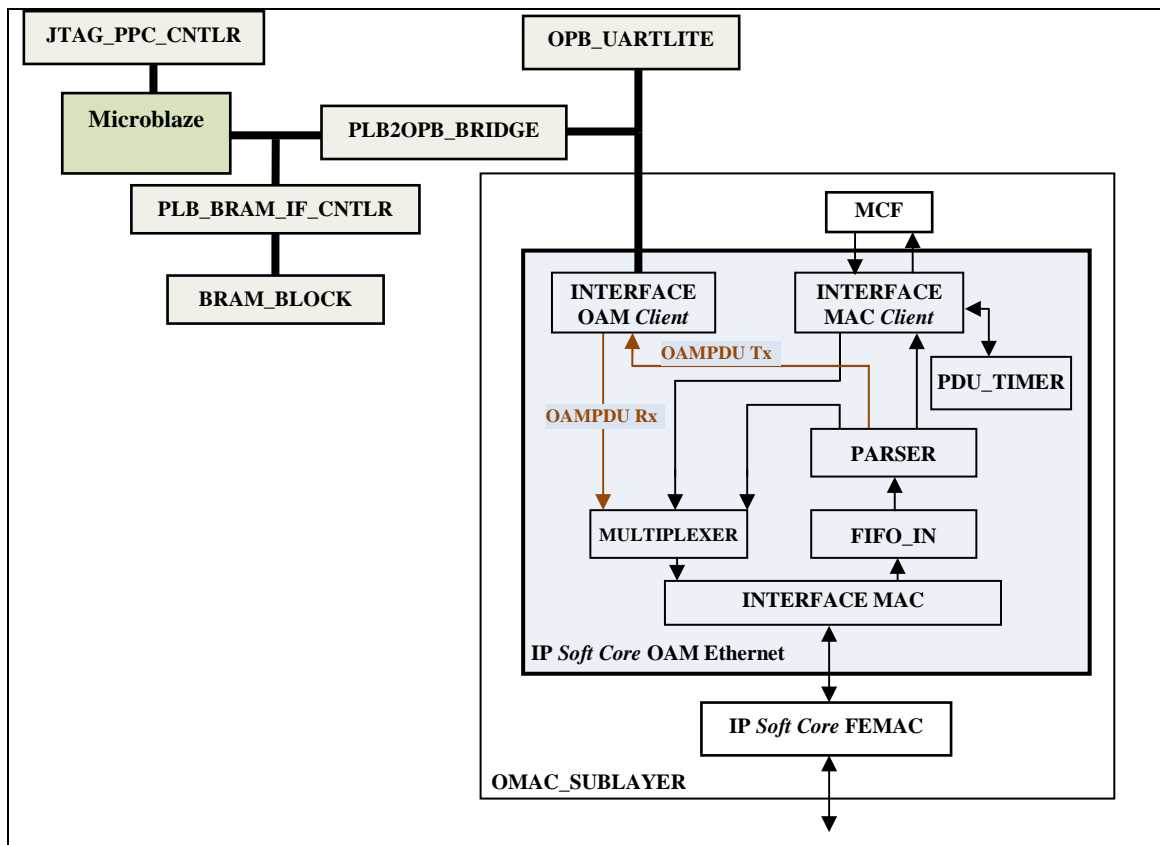 JTAG_PPC_CNTLR
OPB_UARTLITE
Microblaze
PLB2OPB_BRIDGE
PLB_BRAM_IF_CNTLR
MCF
BRAM_BLOCK
INTERFACE
OAM Client
INTERFACE
MAC Client
OAMPDU Tx
PDU_TIMER
OAMPDU Rx
PARSER
MULTIPLEXER
FIFO_IN
INTERFACE MAC
IP Soft Core OAM Ethernet
IP Soft Core FEMAC
OMAC_SUBLAYER